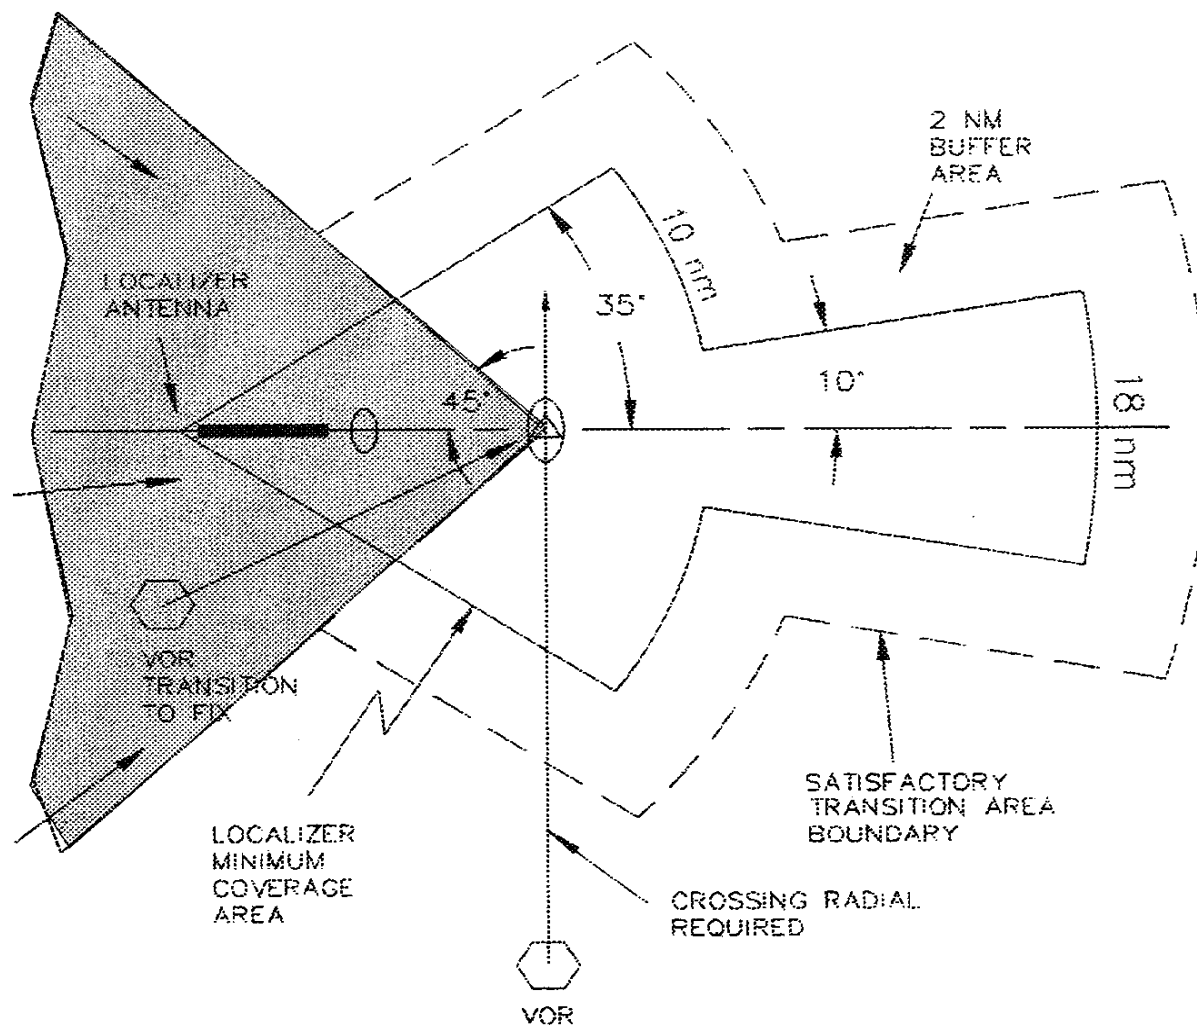 2 NM
BUFFER
AREA
10 nm
LOCALIZER
ANTENNA
35°
45°
10°
18 nm
VOR
TRANSITION
TO FIX
SATISFACTORY
TRANSITION AREA
BOUNDARY
LOCALIZER
MINIMUM
COVERAGE
AREA
CROSSING RADIAL
REQUIRED
VOR